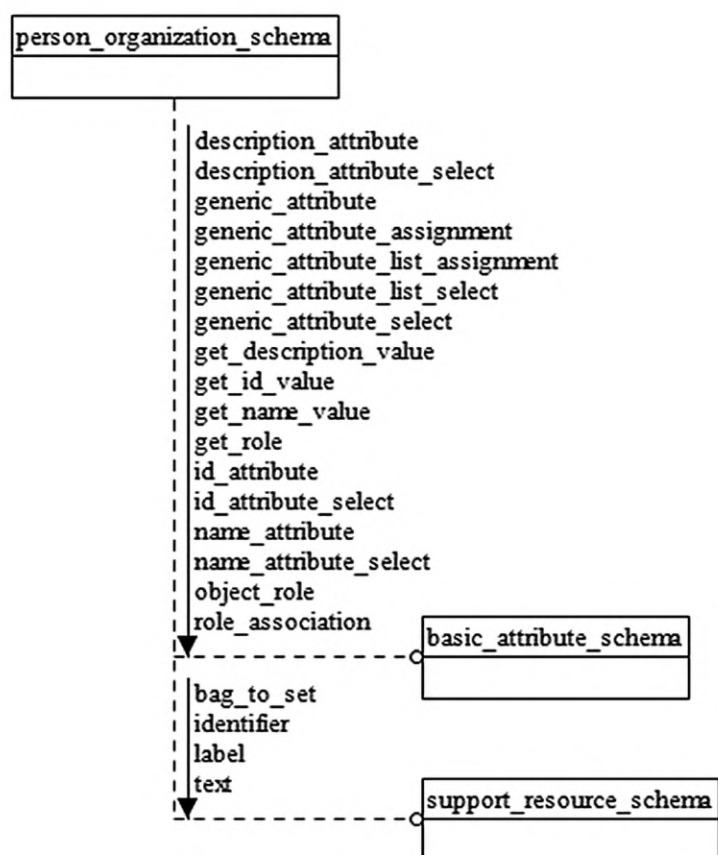 person_organization_schema
description_attribute
description_attribute_select
generic_attribute
generic_attribute_assignment
generic_attribute_list_assignment
generic_attribute_list_select
generic_attribute_select
get_description_value
get_id_value
get_name_value
get_role
id_attribute
id_attribute_select
name_attribute
name_attribute_select
object_role
role_association
basic_attribute_schema
bag_to_set
identifier
label
text
support_resource_schema